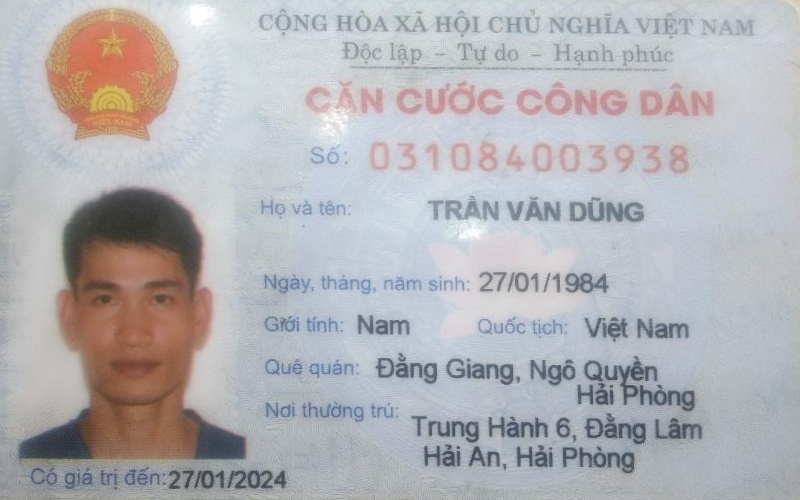 CỘNG HÒA XÃ HỘI CHỦ NGHĨA VIỆT NAM
Độc lập – Tự do – Hạnh phúc
CĂN CƯỚC CÔNG DÂN
Số: 031084003938
Họ và tên: TRẦN VĂN DŨNG
Ngày, tháng, năm sinh: 27/01/1984
Giới tính: Nam Quốc tịch: Việt Nam
Quê quán: Đằng Giang, Ngô Quyền
Hải Phòng
Nơi thường trú: Trung Hành 6, Đằng Lâm
Hải An, Hải Phòng
Có giá trị đến: 27/01/2024
VIỆT NAM